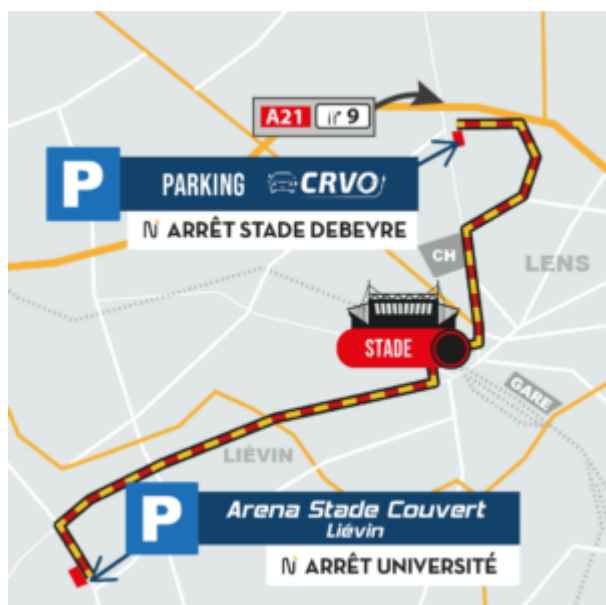 A21 9
P PARKING CRVO
N ARRÊT STADE DEBEYRE
CH
LENS
STADE
GARE
LIÉVIN
P Arena Stade Couvert
Liévin
N ARRÊT UNIVERSITÉ